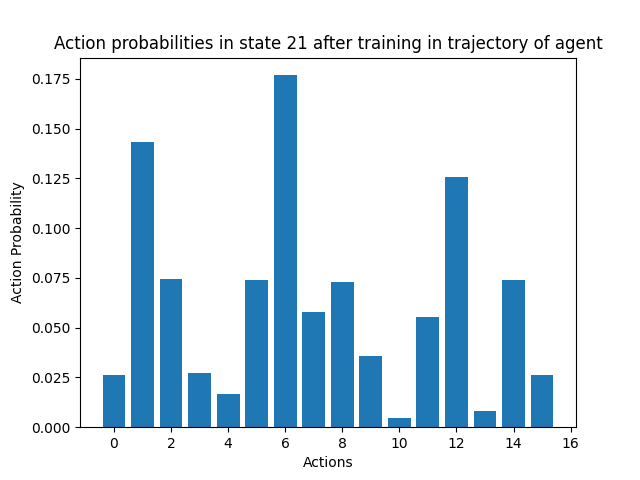 Action probabilities in state 21 after training in trajectory of agent
0.175
0.150
0.125
0.100
0.075
0.050
0.025
0.000
Action Probability
0 2 4 6 8 10 12 14 16
Actions